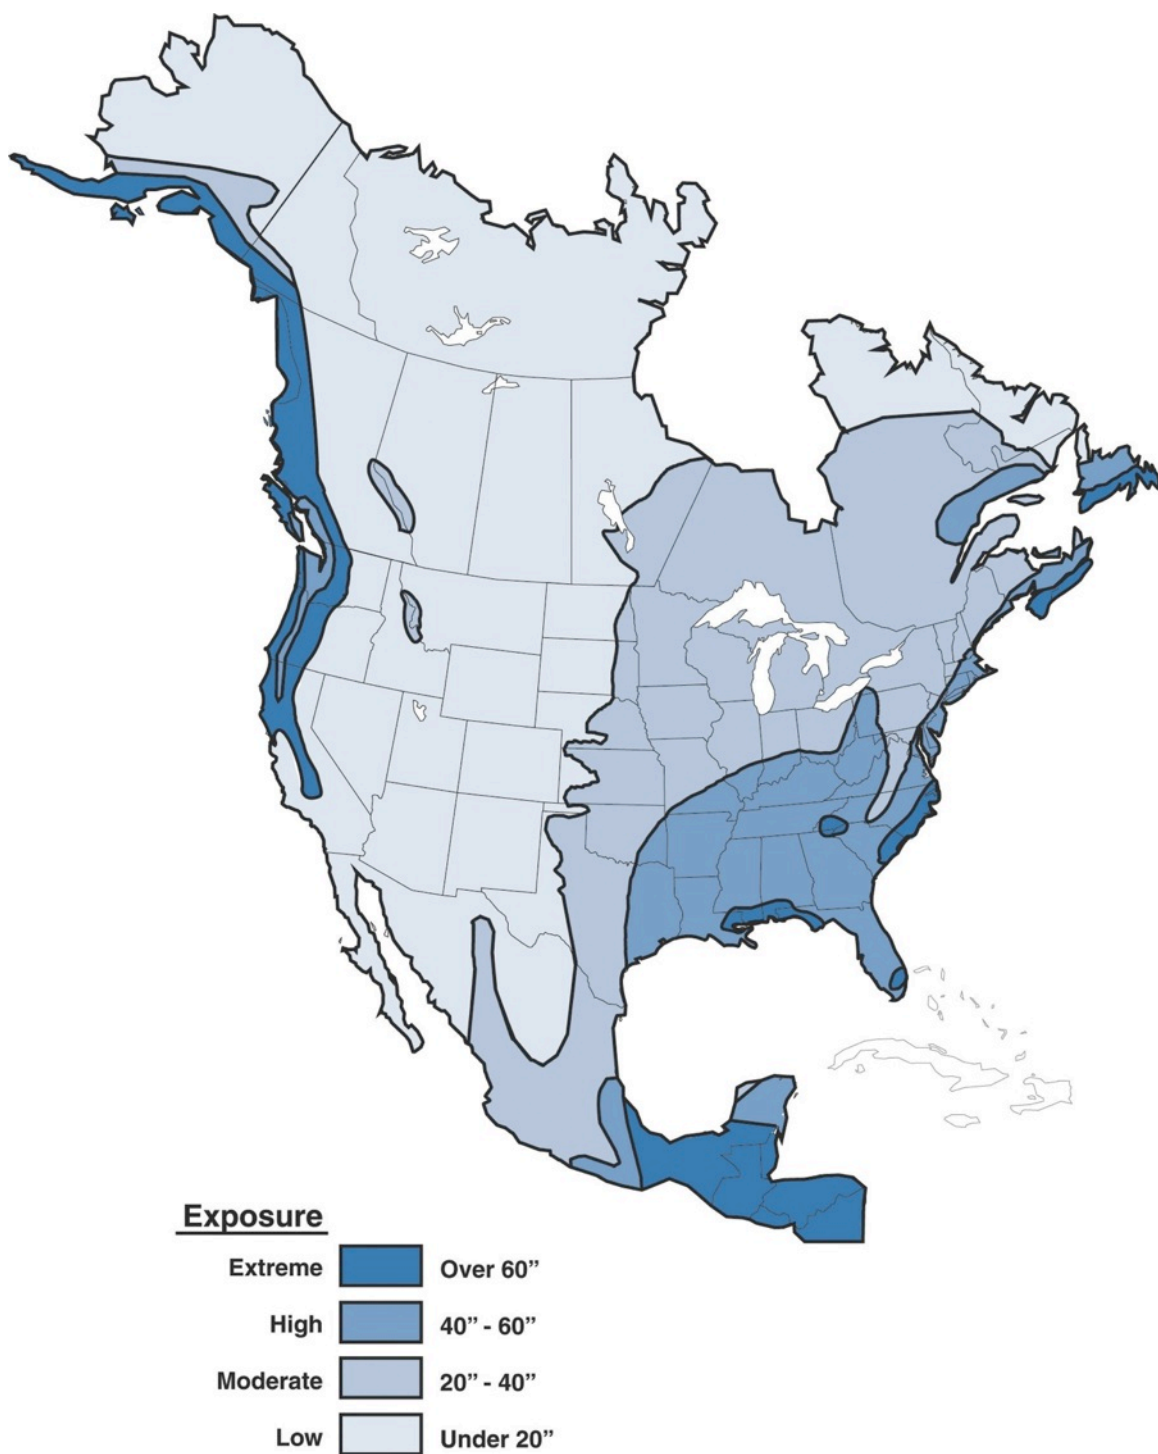 Exposure
Extreme Over 60”
High 40” - 60”
Moderate 20” - 40”
Low Under 20”